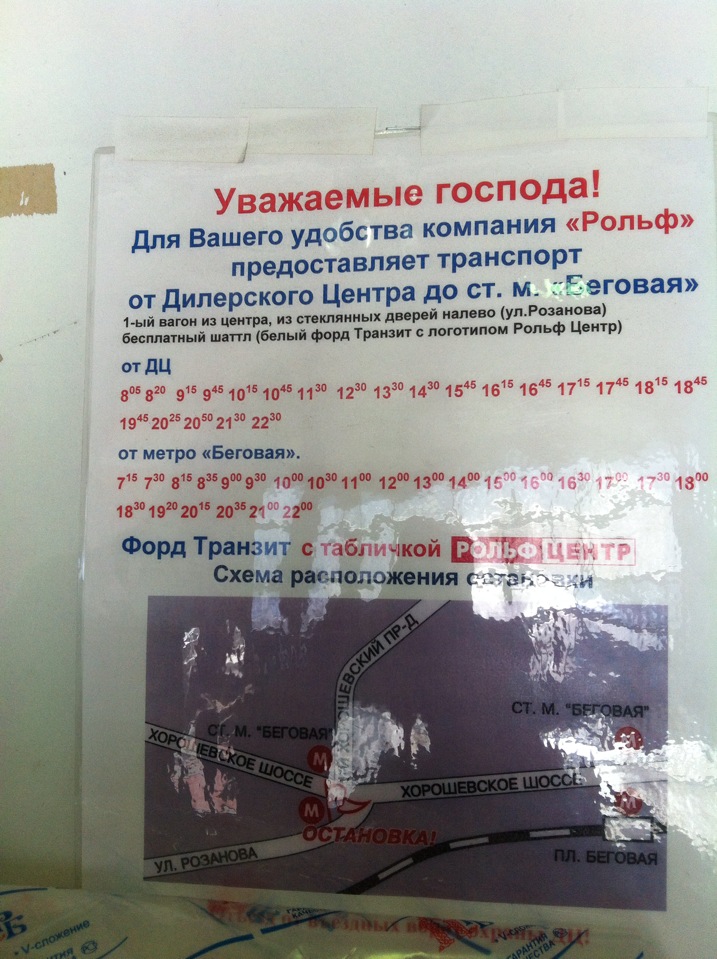 Уважаемые господа!
Для Вашего удобства компания «Рольф»
предоставляет транспорт
от Дилерского Центра до ст. м. «Беговая»
1-ый вагон из центра, из стеклянных дверей налево (ул.Розанова)
бесплатный шаттл (белый форд Транзит с логотипом Рольф Центр)
от ДЦ
8⁰⁵ 8²⁰ 9¹⁵ 9⁴⁵ 10¹⁵ 10⁴⁵ 11³⁰ 12³⁰ 13³⁰ 14³⁰ 15⁴⁵ 16¹⁵ 16⁴⁵ 17¹⁵ 17⁴⁵ 18¹⁵ 18⁴⁵
19⁴⁵ 20²⁵ 20⁵⁰ 21³⁰ 22³⁰
от метро «Беговая».
7¹⁵ 7³⁰ 8¹⁵ 8³⁵ 9⁰⁰ 9³⁰ 10⁰⁰ 10³⁰ 11⁰⁰ 12⁰⁰ 13⁰⁰ 14⁰⁰ 15⁰⁰ 16⁰⁰ 16³⁰ 17⁰⁰ 17³⁰ 18⁰⁰
18³⁰ 19²⁰ 20¹⁵ 20³⁵ 21⁰⁰ 22⁰⁰
Форд Транзит с табличкой РОЛЬФ ЦЕНТР
Схема расположения остановки
ХОРОШЕВСКИЙ ПР-Д
СТ. М. "БЕГОВАЯ"
СТ. М. "БЕГОВАЯ"
М
ХОРОШЕВСКОЕ ШОССЕ
ХОРОШЕВСКОЕ ШОССЕ
М
ОСТАНОВКА!
УЛ. РОЗАНОВА
ПЛ. БЕГОВАЯ
V-сложение
ГАРАНТИЯ
КАЧЕСТВА